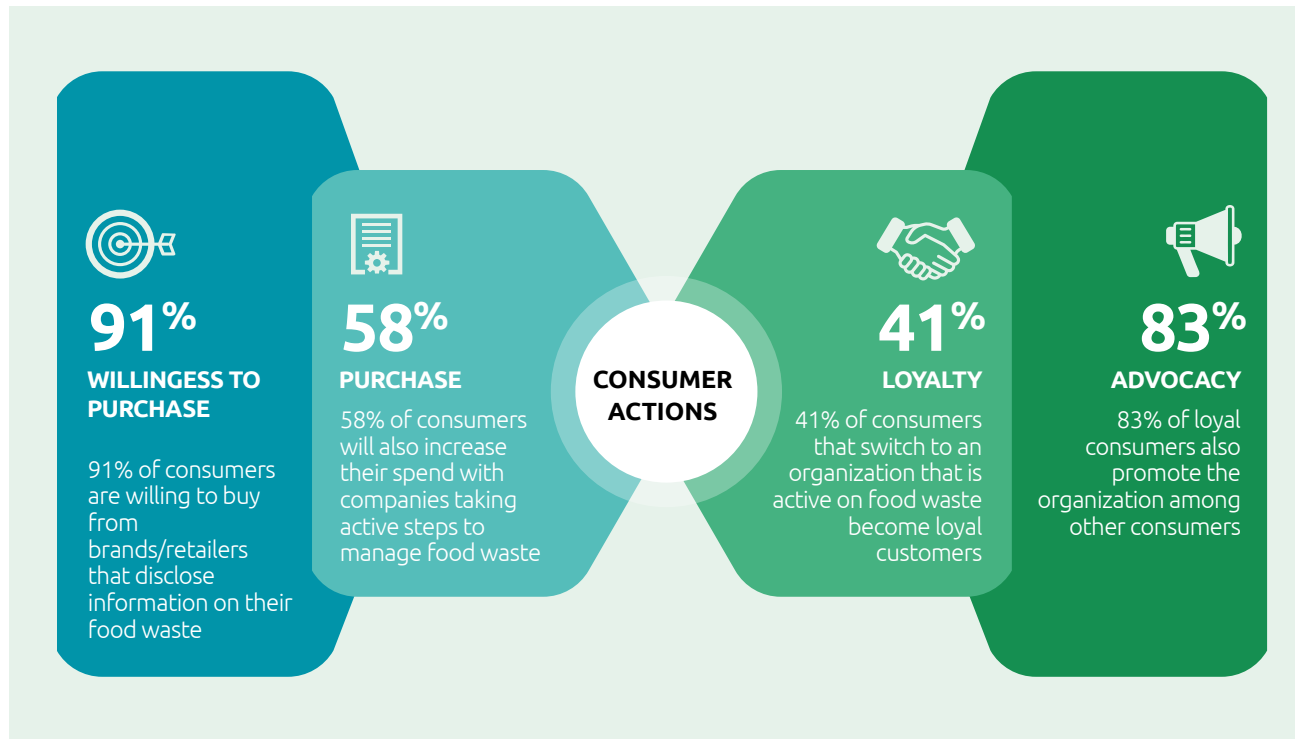 91%
WILLINGESS TO
PURCHASE
91% of consumers
are willing to buy
from
brands/retailers
that disclose
information on their
food waste
58%
PURCHASE
58% of consumers
will also increase
their spend with
companies taking
active steps to
manage food waste
CONSUMER
ACTIONS
41%
LOYALTY
41% of consumers
that switch to an
organization that is
active on food waste
become loyal
customers
83%
ADVOCACY
83% of loyal
consumers also
promote the
organization among
other consumers